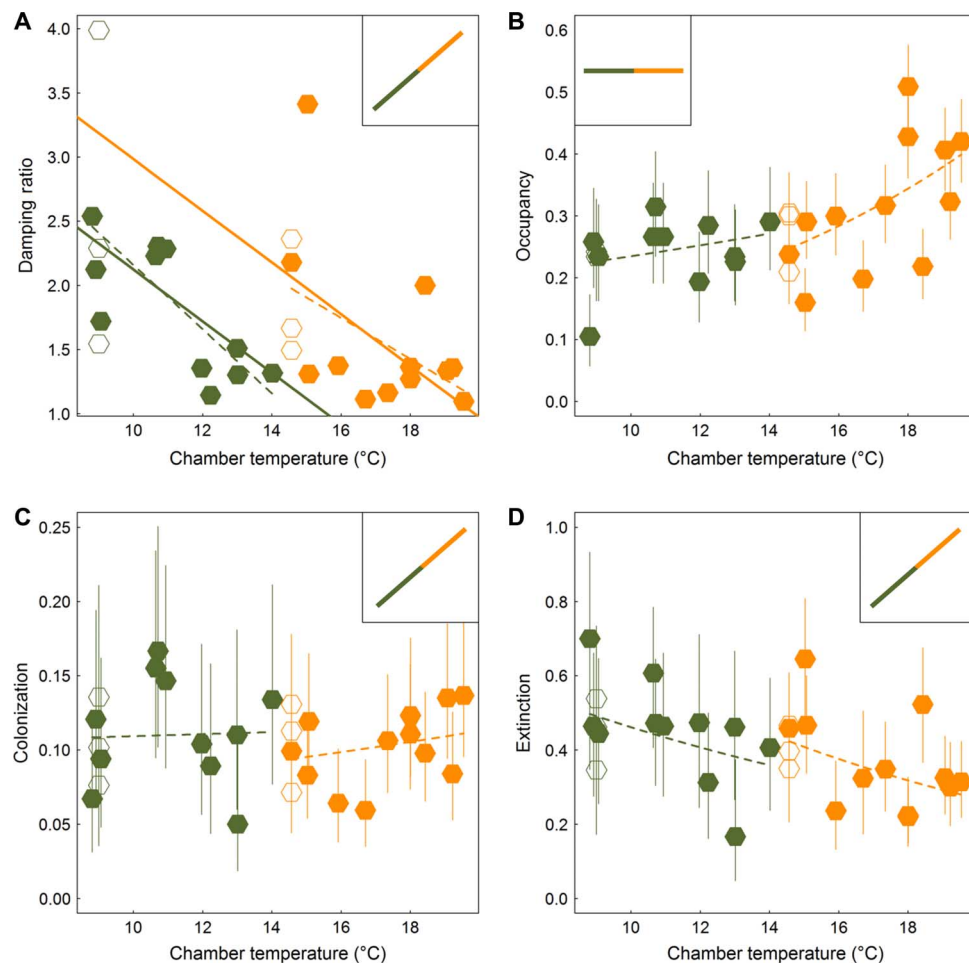 A
4.0
3.5
3.0
2.5
2.0
1.5
1.0
Damping ratio
10 12 14 16 18
Chamber temperature (°C)
B
0.6
0.5
0.4
0.3
0.2
0.1
0.0
Occupancy
10 12 14 16 18
Chamber temperature (°C)
C
0.25
0.20
0.15
0.10
0.05
0.00
Colonization
10 12 14 16 18
Chamber temperature (°C)
D
1.0
0.8
0.6
0.4
0.2
0.0
Extinction
10 12 14 16 18
Chamber temperature (°C)